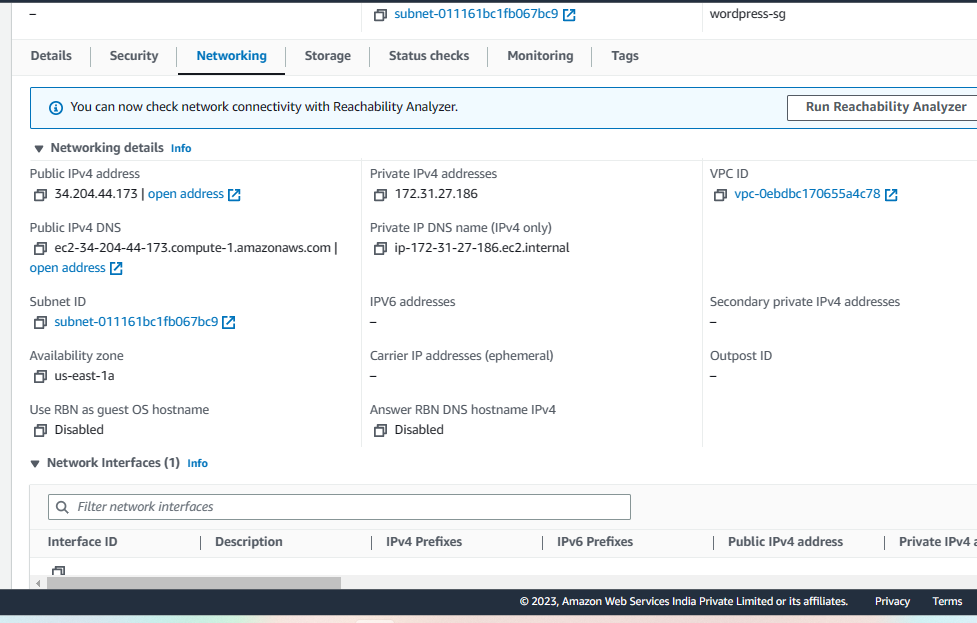 – subnet-011161bc1fb067bc9 wordpress-sg
Details Security Networking Storage Status checks Monitoring Tags
You can now check network connectivity with Reachability Analyzer. Run Reachability Analyzer
Networking details Info
Public IPv4 address Private IPv4 addresses VPC ID
34.204.44.173 | open address 172.31.27.186 vpc-0ebdbc170655a4c78
Public IPv4 DNS Private IP DNS name (IPv4 only)
ec2-34-204-44-173.compute-1.amazonaws.com | ip-172-31-27-186.ec2.internal
open address
Subnet ID IPV6 addresses Secondary private IPv4 addresses
subnet-011161bc1fb067bc9 – –
Availability zone Carrier IP addresses (ephemeral) Outpost ID
us-east-1a – –
Use RBN as guest OS hostname Answer RBN DNS hostname IPv4
Disabled Disabled
Network Interfaces (1) Info
Filter network interfaces
Interface ID Description IPv4 Prefixes IPv6 Prefixes Public IPv4 address Private IPv4 a
© 2023, Amazon Web Services India Private Limited or its affiliates. Privacy Terms